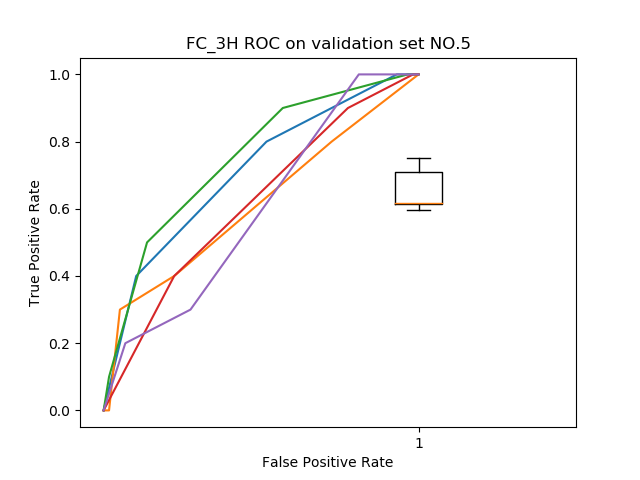 FC_3H ROC on validation set NO.5
1.0
0.8
0.6
0.4
0.2
0.0
True Positive Rate
1
False Positive Rate